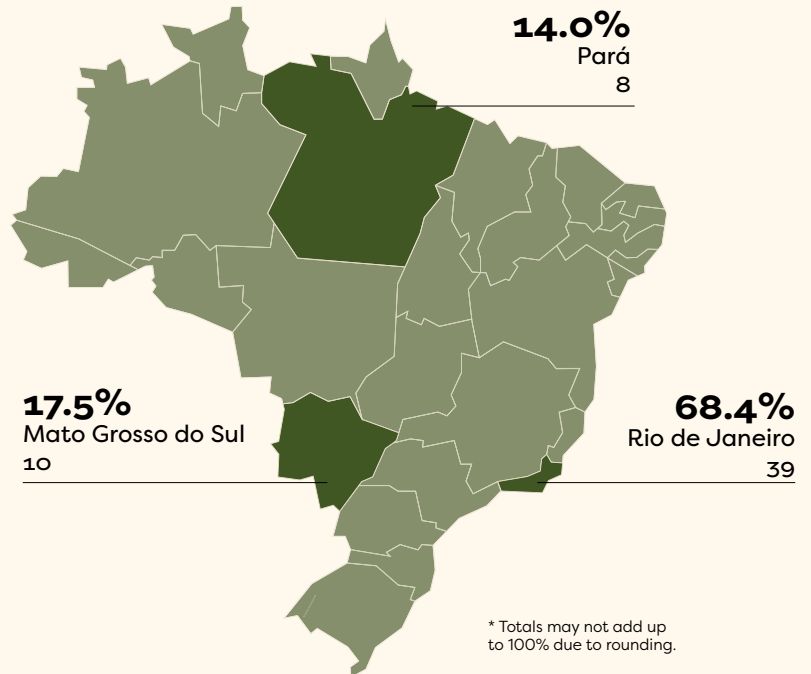 14.0%
Pará
8
17.5%
Mato Grosso do Sul
10
68.4%
Rio de Janeiro
39
* Totals may not add up
to 100% due to rounding.